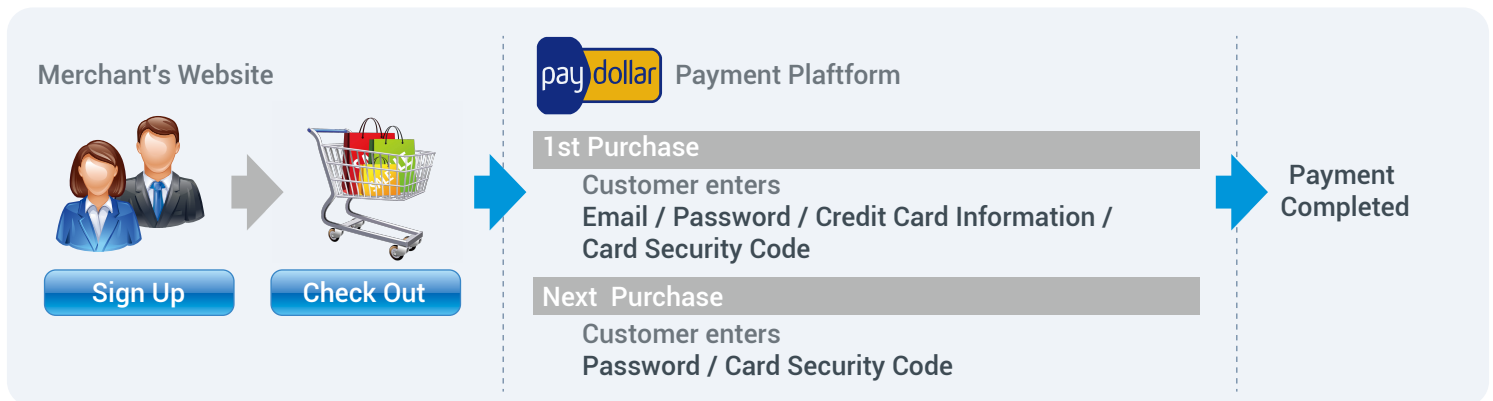 Merchant's Website
Sign Up
Check Out
pay dollar
Payment Plaftform
1st Purchase
Customer enters
Email / Password / Credit Card Information /
Card Security Code
Next Purchase
Customer enters
Password / Card Security Code
Payment
Completed